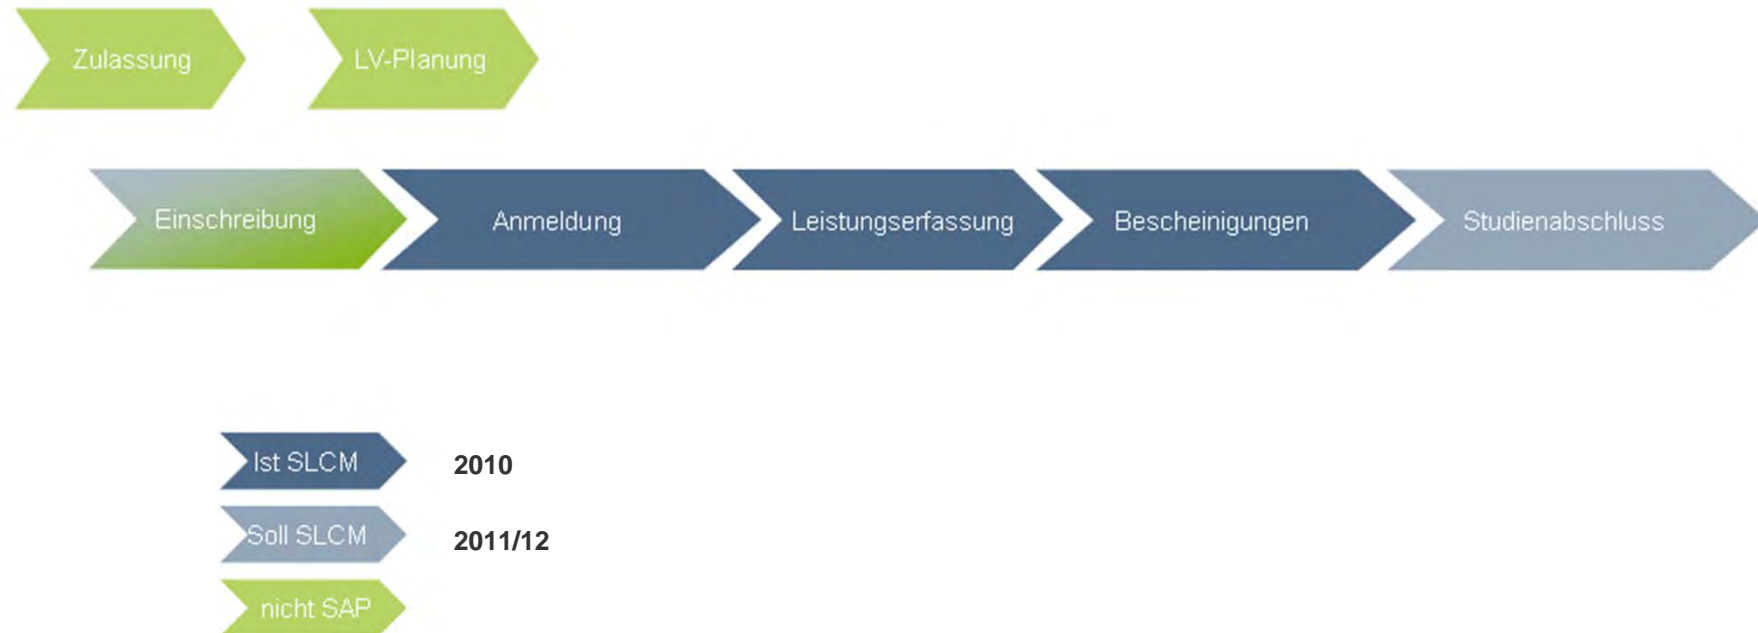 Zulassung
LV-Planung
Einschreibung
Anmeldung
Leistungserfassung
Bescheinigungen
Studienabschluss
Ist SLCM
2010
Soll SLCM
2011/12
nicht SAP